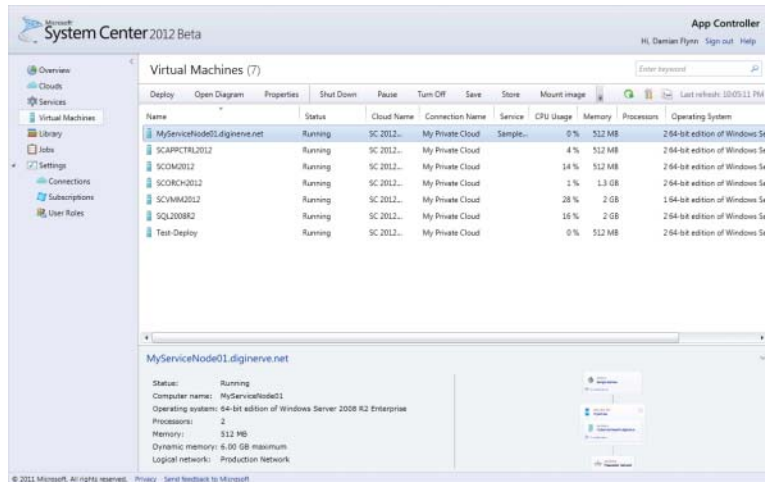 Microsoft
System Center 2012 Beta
App Controller
Hi, Damian Flynn Sign out Help
Overview
Clouds
Services
Virtual Machines
Library
Jobs
Settings
Connections
Subscriptions
User Roles
Virtual Machines (7)
Enter keyword
Deploy Open Diagram Properties Shut Down Pause Turn Off Save Store Mount image Last refresh: 10:05:11 PM
Name Status Cloud Name Connection Name Service CPU Usage Memory Processors Operating System
MyServiceNode01.diginerve.net Running SC 2012... My Private Cloud Sample... 0 % 512 MB 2 64-bit edition of Windows Se
SCAPPCTRL2012 Running SC 2012... My Private Cloud 4 % 512 MB 2 64-bit edition of Windows Se
SCOM2012 Running SC 2012... My Private Cloud 14 % 512 MB 2 64-bit edition of Windows Se
SCORCH2012 Running SC 2012... My Private Cloud 1 % 1.3 GB 2 64-bit edition of Windows Se
SCVMM2012 Running SC 2012... My Private Cloud 28 % 2 GB 1 64-bit edition of Windows Se
SQL2008R2 Running SC 2012... My Private Cloud 16 % 2 GB 2 64-bit edition of Windows Se
Test-Deploy Running SC 2012... My Private Cloud 0 % 512 MB 2 64-bit edition of Windows Se
MyServiceNode01.diginerve.net
Status: Running
Computer name: MyServiceNode01
Operating system: 64-bit edition of Windows Server 2008 R2 Enterprise
Processors: 2
Memory: 512 MB
Dynamic memory: 6.00 GB maximum
Logical network: Production Network
© 2011 Microsoft. All rights reserved. Privacy Send feedback to Microsoft